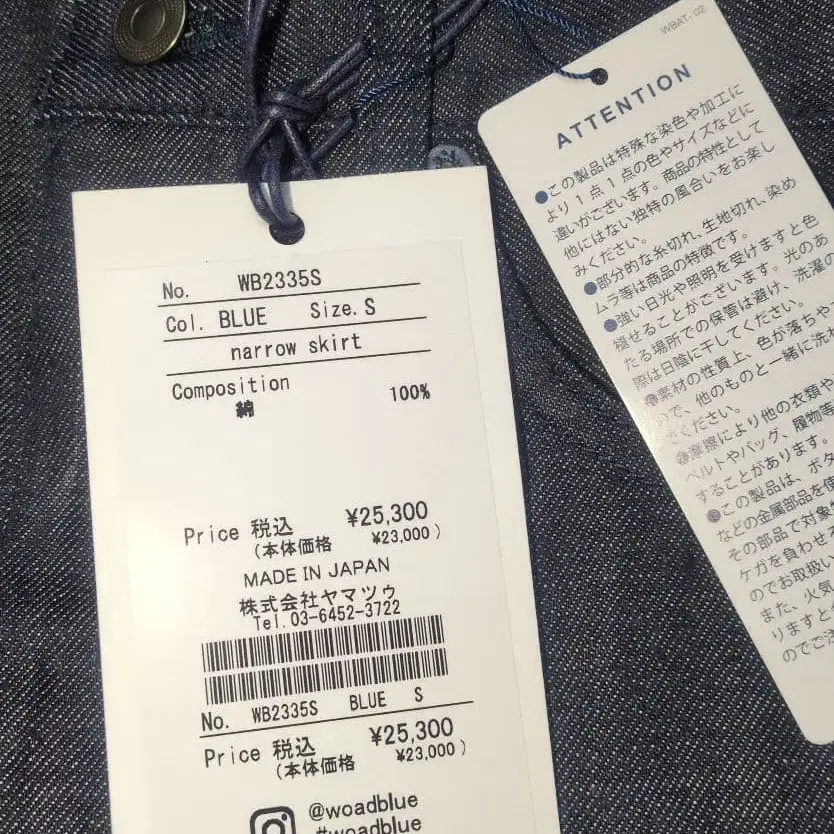 No. WB2335S
Col. BLUE Size. S
narrow skirt
Composition
綿 100%
Price 税込 ¥25,300
(本体価格 ¥23,000)
MADE IN JAPAN
株式会社ヤマツゥ
Tel.03-6452-3722
No. WB2335S BLUE S
Price 税込 ¥25,300
(本体価格 ¥23,000)
@woadblue
#woadblue
WBAT-02
ATTENTION
●この製品は特殊な染色や加工に
より1点1点の色やサイズなどに
違いがございます。商品の特性として
他にはない独特の風合いをお楽し
みください。
●部分的な糸切れ、生地切れ、染め
ムラ等は商品の特徴です。
●強い日光や照明を受けますと色
褪せることがございます。光のあ
たる場所での保管は避け、洗濯の
際は日陰に干してください。
●素材の性質上、色が落ちや
ので、他のものと一緒に洗わ
でください。
●摩擦により他の衣類や
ベルトやバッグ、履物等
することがあります。
●この製品は、ボタ
などの金属部品を使
その部品で対象
ケガを負わせる
のでお取扱い
また、火気
りますと
のでご注